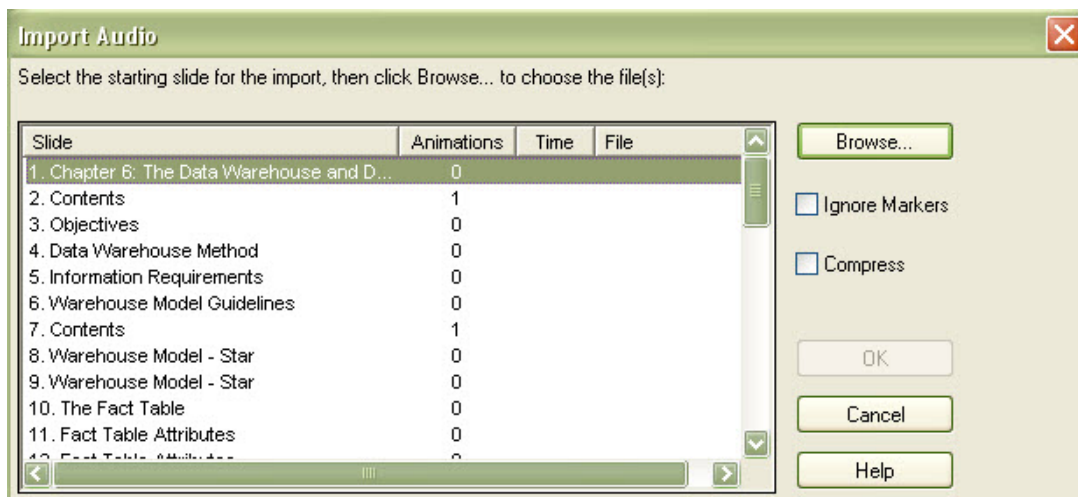 Import Audio
Select the starting slide for the import, then click Browse... to choose the file(s):
Slide Animations Time File
Browse...
1. Chapter 6: The Data Warehouse and D... 0
2. Contents 1
Ignore Markers
3. Objectives 0
4. Data Warehouse Method 0
Compress
5. Information Requirements 0
6. Warehouse Model Guidelines 0
7. Contents 1
8. Warehouse Model - Star 0
OK
9. Warehouse Model - Star 0
10. The Fact Table 0
Cancel
11. Fact Table Attributes 0
Help